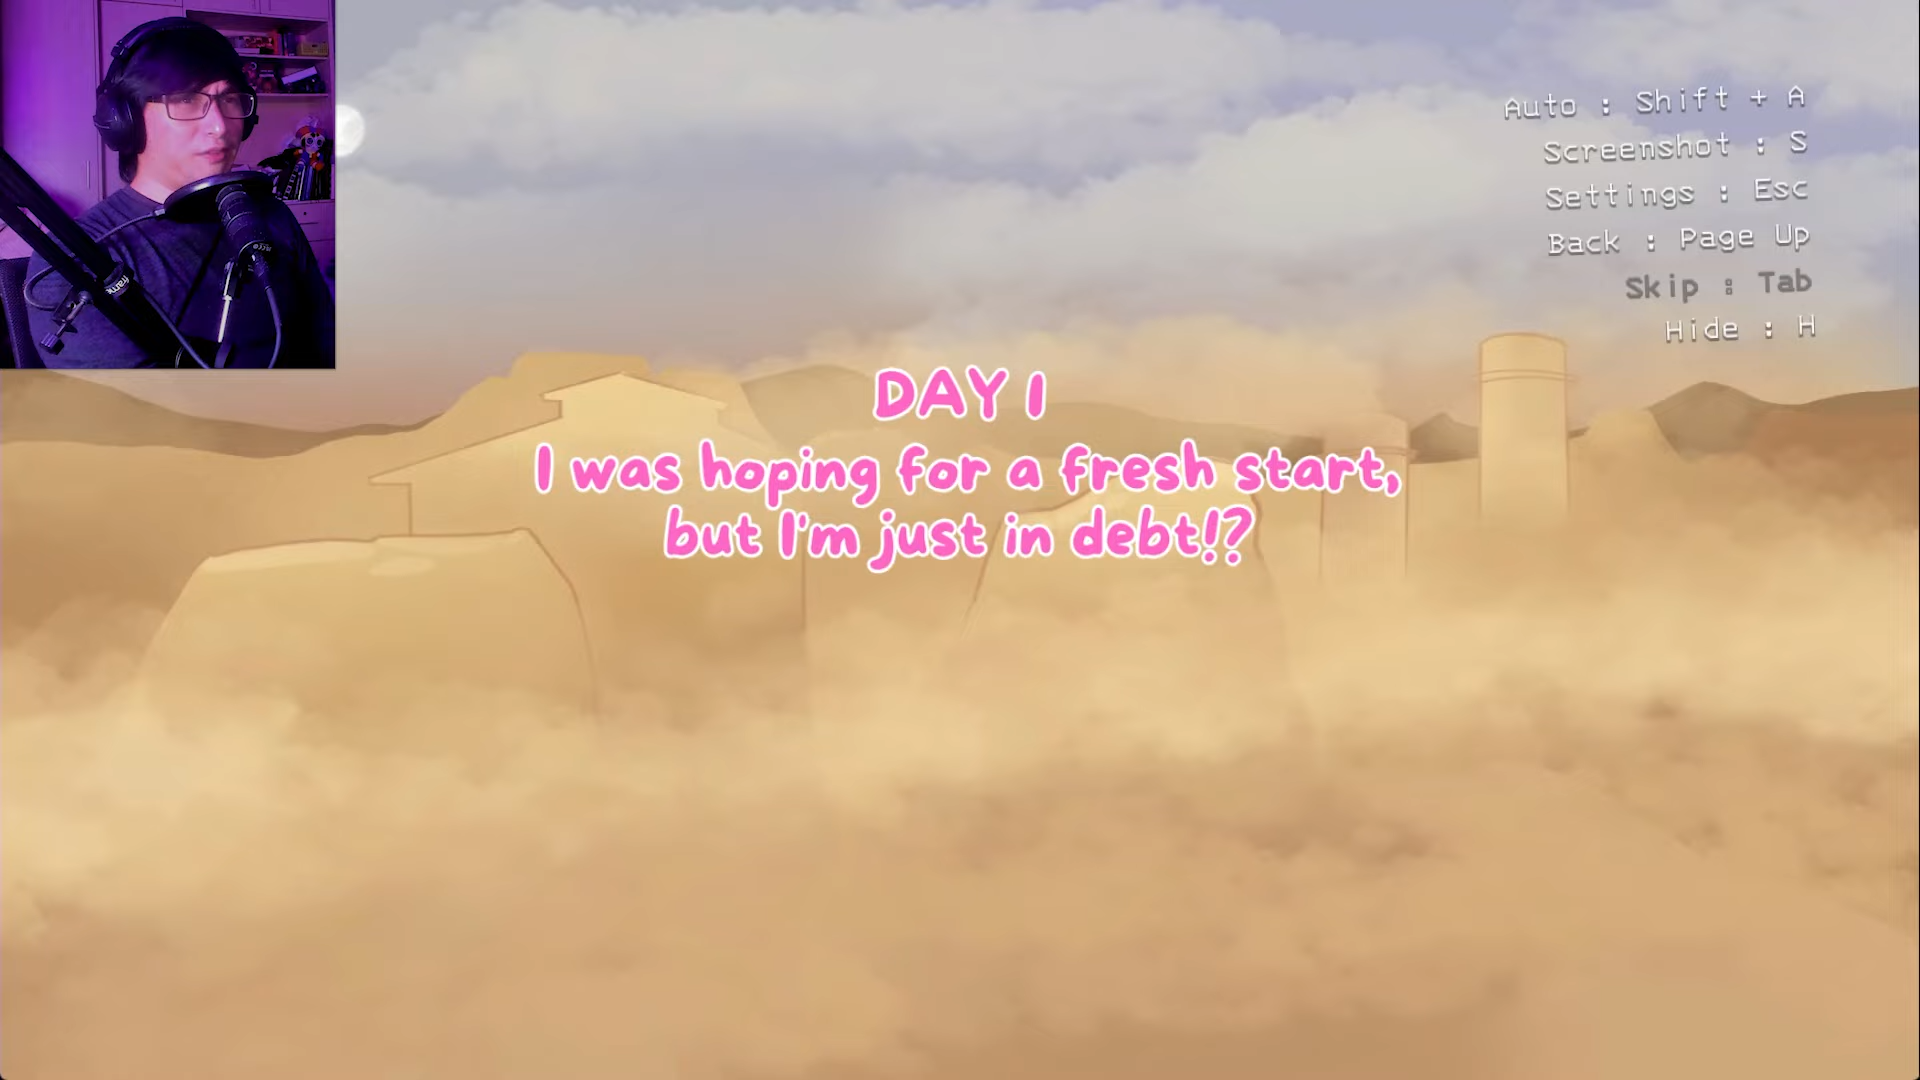 Auto : Shift + A
Screenshot : S
Settings : Esc
Back : Page Up
Skip : Tab
Hide : H
DAY 1
I was hoping for a fresh start,
but I'm just in debt!?